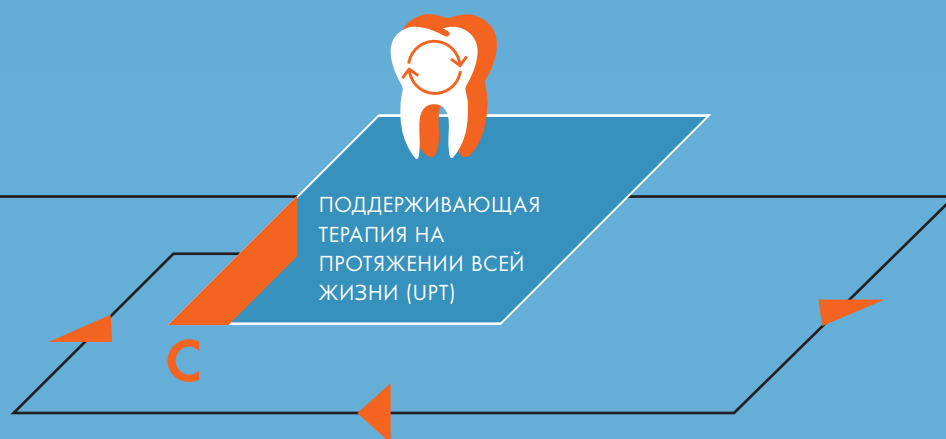 ПОДДЕРЖИВАЮЩАЯ
ТЕРАПИЯ НА
ПРОТЯЖЕНИИ ВСЕЙ
ЖИЗНИ (UPT)
C